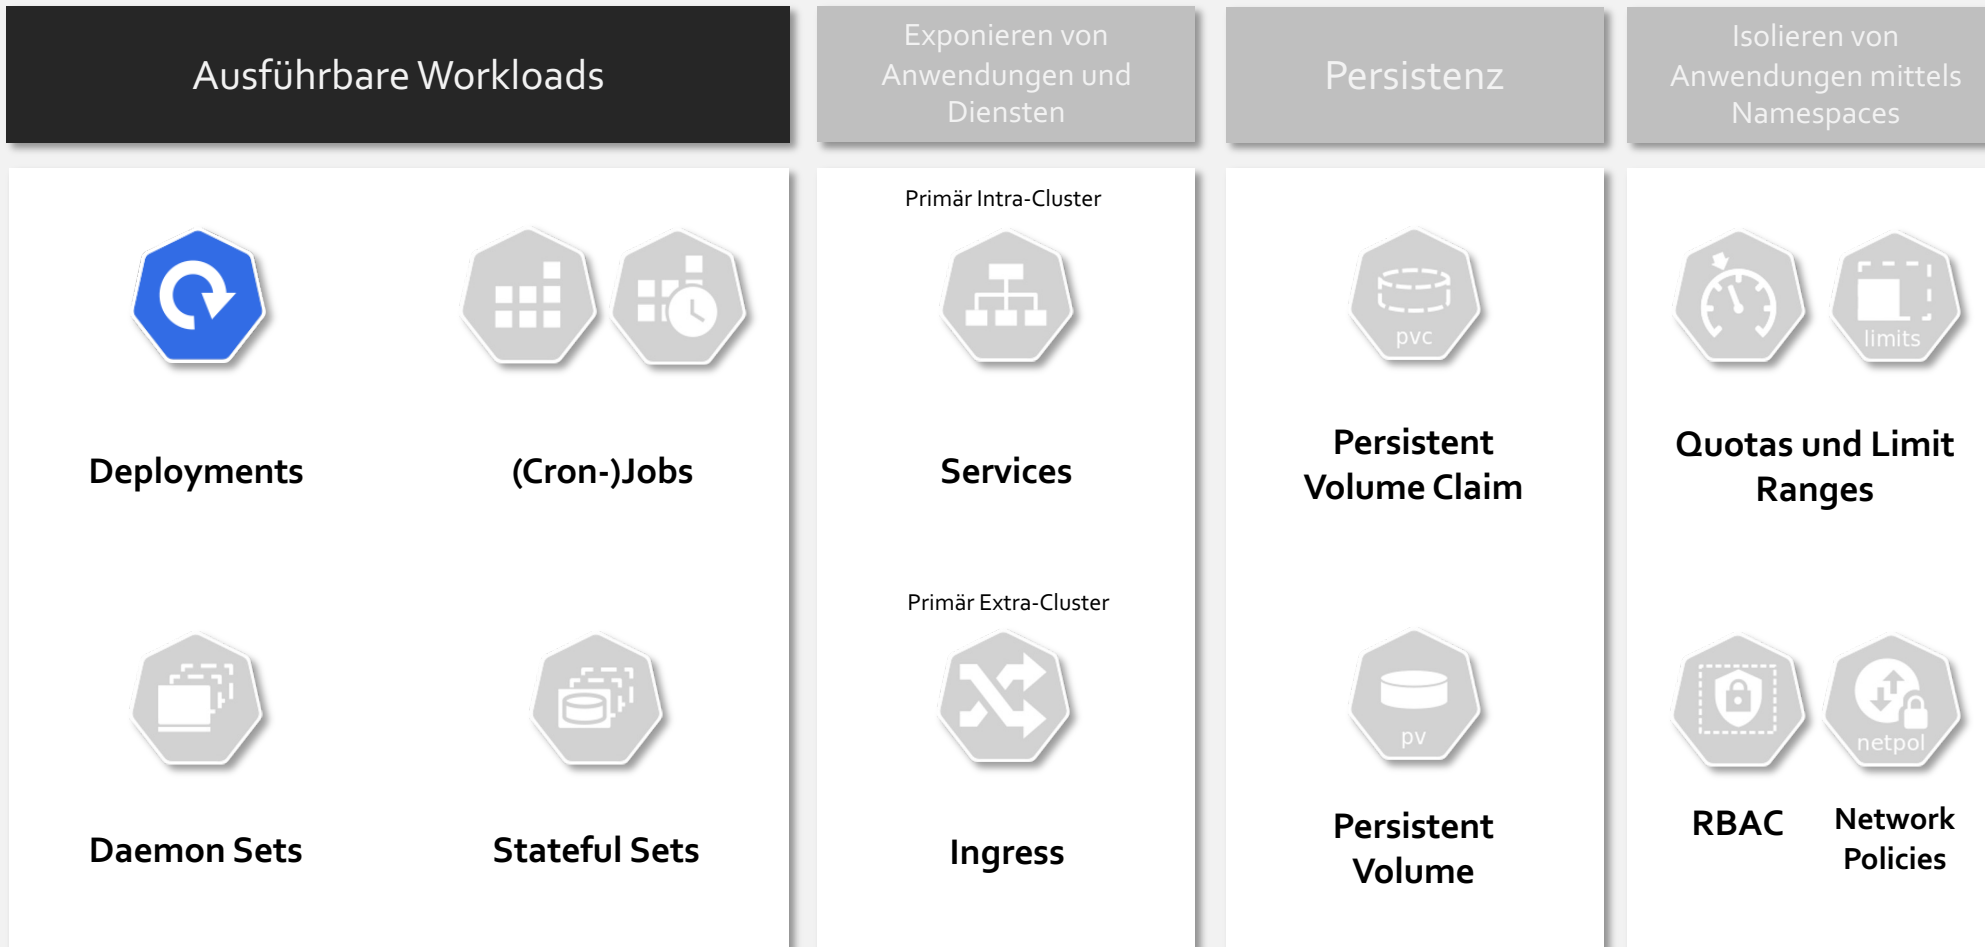 Ausführbare Workloads
Exponieren von
Anwendungen und
Diensten
Persistenz
Isolieren von
Anwendungen mittels
Namespaces
Deployments
(Cron-)Jobs
Daemon Sets
Stateful Sets
Primär Intra-Cluster
Services
Primär Extra-Cluster
Ingress
pvc
Persistent
Volume Claim
pv
Persistent
Volume
limits
Quotas und Limit
Ranges
netpol
RBAC
Network
Policies